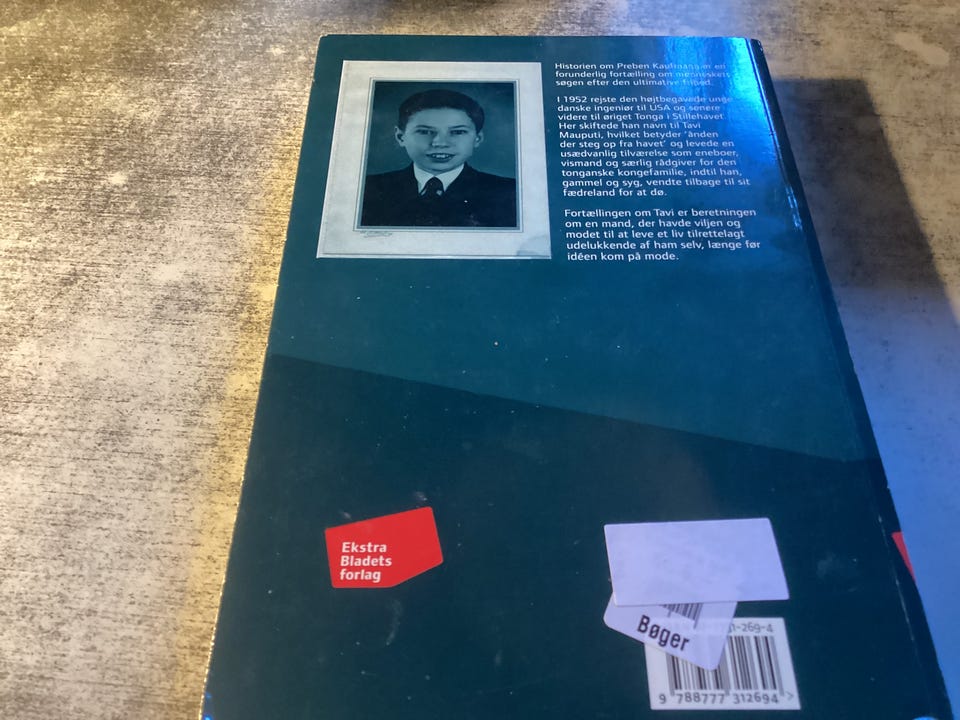 Historien om Preben Kaufmann er en
forunderlig fortælling om menneskets
søgen efter den ultimative frihed.
I 1952 rejste den højtbegavede unge
danske ingeniør til USA og senere
videre til øriget Tonga i Stillehavet.
Her skiftede han navn til Tavi
Mauputi, hvilket betyder 'ånden
der steg op fra havet' og levede en
usædvanlig tilværelse som eneboer,
vismand og særlig rådgiver for den
tonganske kongefamilie, indtil han,
gammel og syg, vendte tilbage til sit
fædreland for at dø.
Fortællingen om Tavi er beretningen
om en mand, der havde viljen og
modet til at leve et liv tilrettelagt
udelukkende af ham selv, længe før
idéen kom på mode.
Ekstra
Bladets
forlag
Bøger
1-269-4
9 788777 312694 >